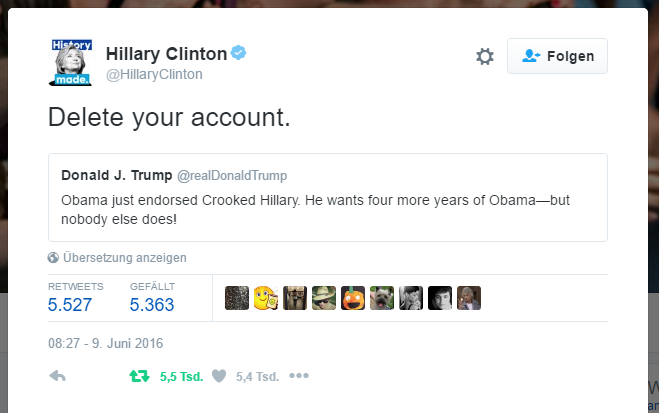 History
made.
Hillary Clinton
@HillaryClinton
Folgen
Delete your account.
Donald J. Trump @realDonaldTrump
Obama just endorsed Crooked Hillary. He wants four more years of Obama—but
nobody else does!
Übersetzung anzeigen
RETWEETS GEFÄLLT
5.527 5.363
08:27 - 9. Juni 2016
5,5 Tsd. 5,4 Tsd.